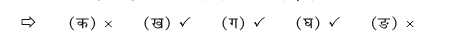 ⇨ (क) × (ख) ✓ (ग) ✓ (घ) ✓ (ङ) ×